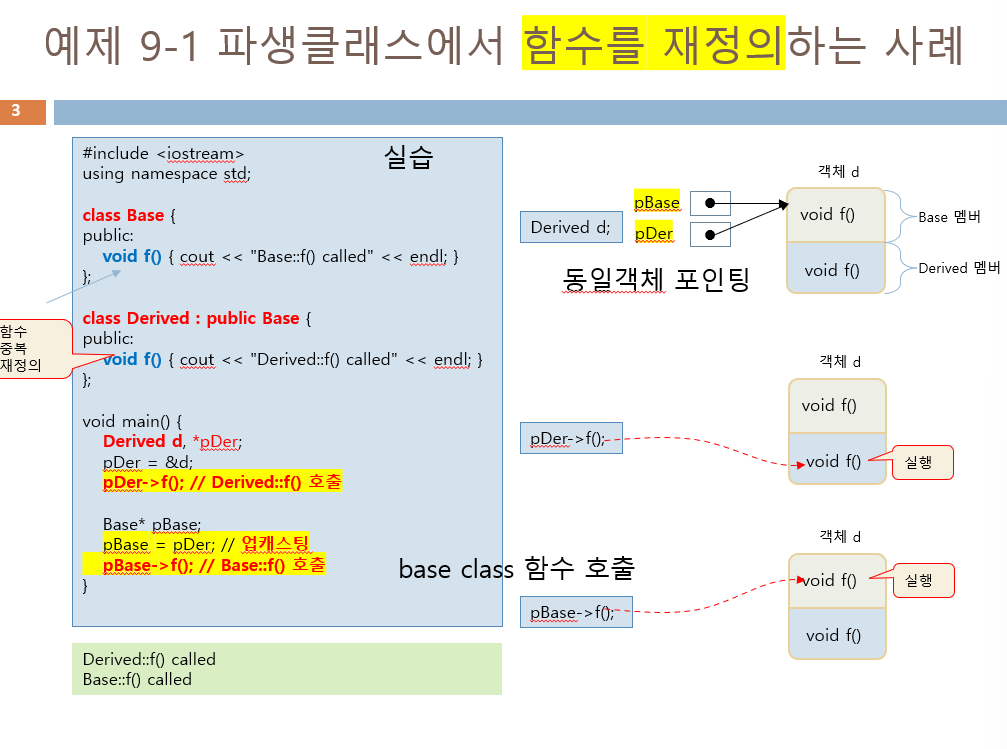 예제 9-1 파생클래스에서 함수를 재정의하는 사례
3
실습
#include <iostream>
using namespace std;
class Base {
public:
void f() { cout << "Base::f() called" << endl; }
};
class Derived : public Base {
public:
void f() { cout << "Derived::f() called" << endl; }
};
void main() {
Derived d, *pDer;
pDer = &d;
pDer->f(); // Derived::f() 호출
Base* pBase;
pBase = pDer; // 업캐스팅
pBase->f(); // Base::f() 호출
}
함수
중복
재정의
Derived::f() called
Base::f() called
Derived d;
pBase
pDer
동일객체 포인팅
객체 d
void f()
void f()
Base 멤버
Derived 멤버
pDer->f();
객체 d
void f()
void f()
실행
base class 함수 호출
pBase->f();
객체 d
void f()
실행
void f()